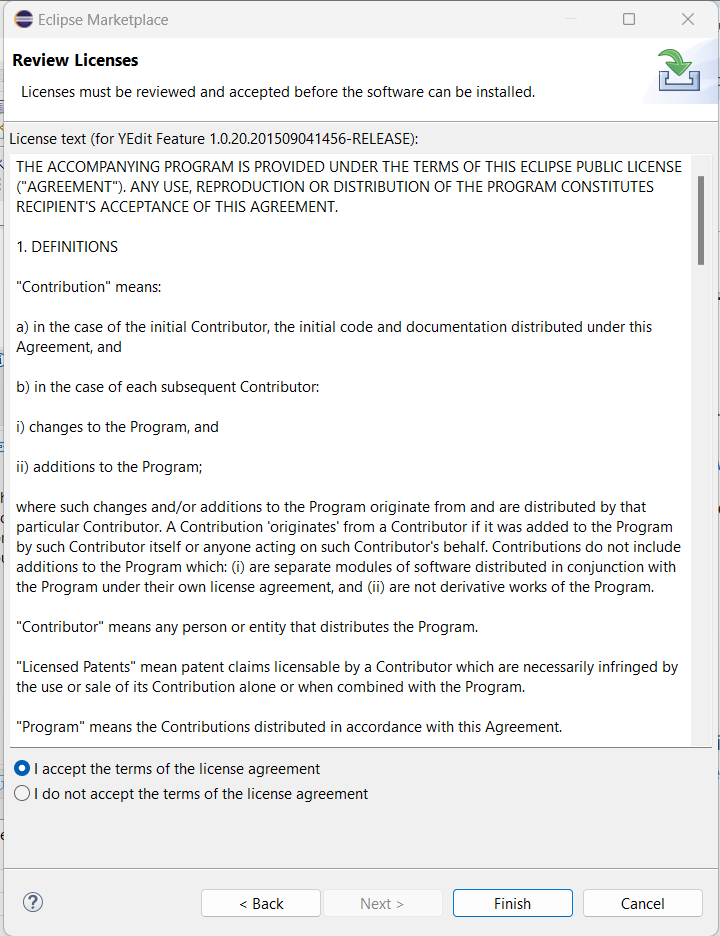 Eclipse Marketplace
Review Licenses
Licenses must be reviewed and accepted before the software can be installed.
License text (for YEdit Feature 1.0.20.201509041456-RELEASE):
THE ACCOMPANYING PROGRAM IS PROVIDED UNDER THE TERMS OF THIS ECLIPSE PUBLIC LICENSE
("AGREEMENT"). ANY USE, REPRODUCTION OR DISTRIBUTION OF THE PROGRAM CONSTITUTES
RECIPIENT'S ACCEPTANCE OF THIS AGREEMENT.
1. DEFINITIONS
"Contribution" means:
a) in the case of the initial Contributor, the initial code and documentation distributed under this
Agreement, and
b) in the case of each subsequent Contributor:
i) changes to the Program, and
ii) additions to the Program;
where such changes and/or additions to the Program originate from and are distributed by that
particular Contributor. A Contribution 'originates' from a Contributor if it was added to the Program
by such Contributor itself or anyone acting on such Contributor's behalf. Contributions do not include
additions to the Program which: (i) are separate modules of software distributed in conjunction with
the Program under their own license agreement, and (ii) are not derivative works of the Program.
"Contributor" means any person or entity that distributes the Program.
"Licensed Patents" mean patent claims licensable by a Contributor which are necessarily infringed by
the use or sale of its Contribution alone or when combined with the Program.
"Program" means the Contributions distributed in accordance with this Agreement.
I accept the terms of the license agreement
I do not accept the terms of the license agreement
?
< Back
Next >
Finish
Cancel